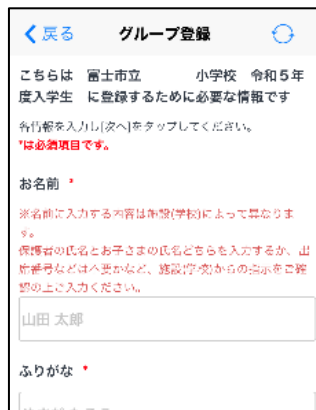 戻る グループ登録
こちらは 富士市立 小学校 令和５年
度入学生 に登録するために必要な情報です
各情報を入力し[次へ]をタップしてください。
*は必須項目です。
お名前 *
※名前に入力する内容は施設(学校)によって異なりま
す。
保護者の氏名とお子さまの氏名どちらを入力するか、出
席番号などは必要かなど、施設(学校)からの指示をご確
認の上ご入力ください。
山田 太郎
ふりがな *